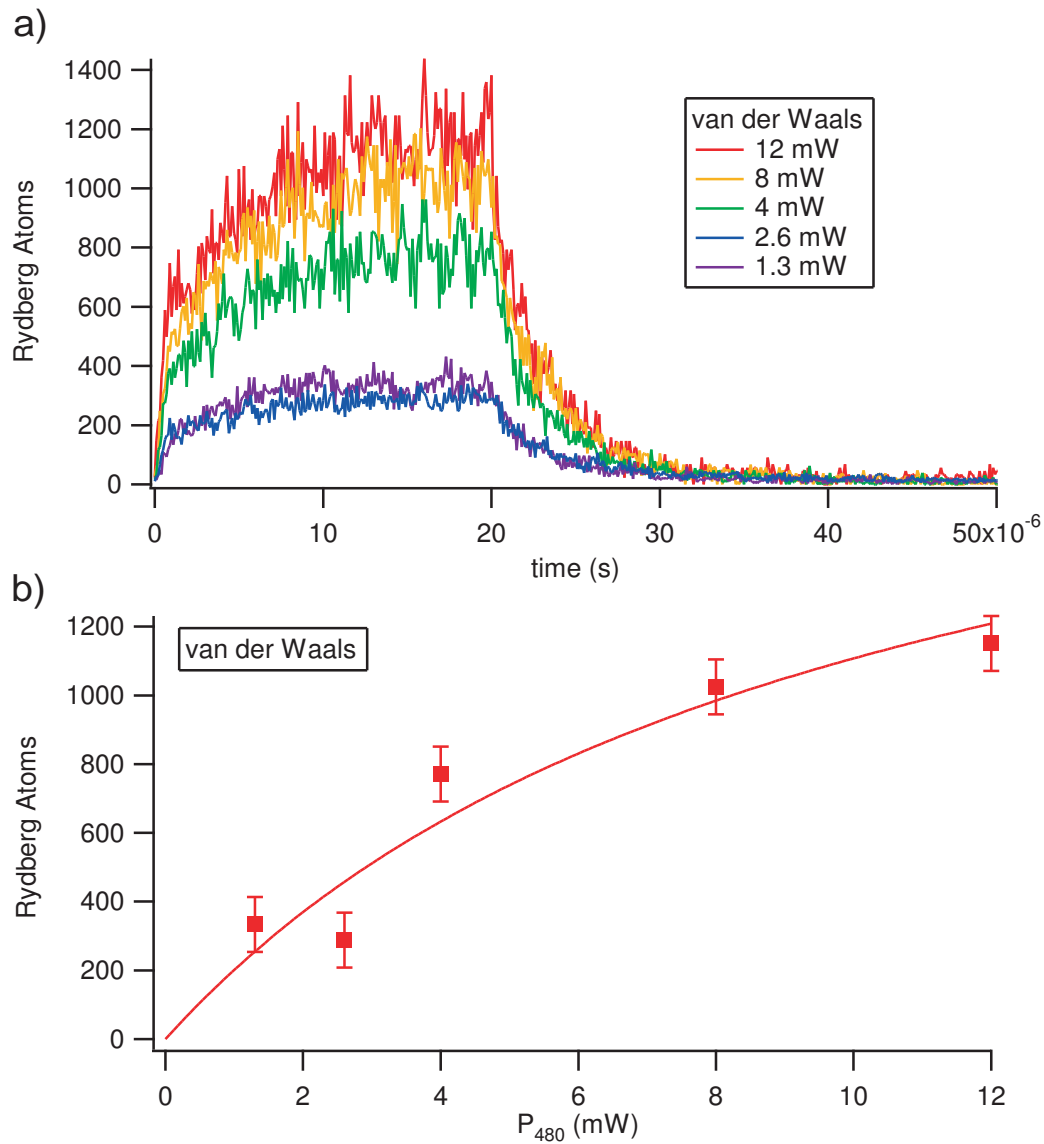 a)
1400
1200
1000
800
600
400
200
0
Rydberg Atoms
van der Waals
12 mW
8 mW
4 mW
2.6 mW
1.3 mW
0
10
20
30
40
50x10⁻⁶
time (s)
b)
1200
1000
800
600
400
200
0
Rydberg Atoms
van der Waals
0
2
4
6
8
10
12
P₄₈₀ (mW)